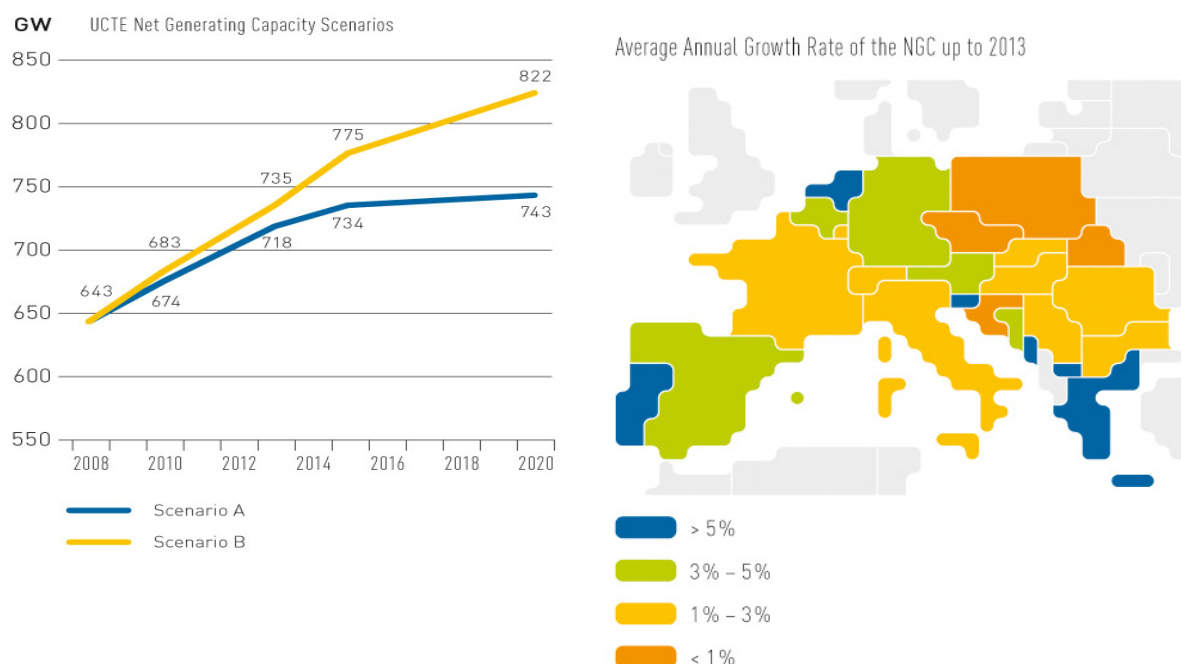 GW UCTE Net Generating Capacity Scenarios
850
822
800
775
750
735
743
734
718
700
683
674
650
643
600
550
2008 2010 2012 2014 2016 2018 2020
Scenario A
Scenario B
Average Annual Growth Rate of the NGC up to 2013
> 5%
3% – 5%
1% – 3%
< 1%